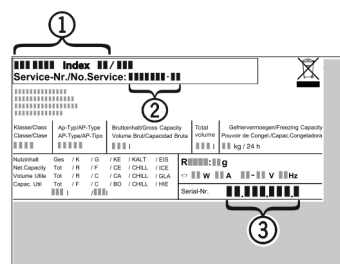 1
Index /
Service-Nr./No.Service: -
2
Klasse/Class Ap-Typ/AP-Type Bruttoinhalt/Gross Capacity Total Gefriervermoegen/Freezing Capacity
Classe/Clase AP-Type/AP-Tipo Volume Brut/Capacidad Bruta volume Pouvoir de Congel./Capac.Congeladora
l l kg / 24 h
Nutzinhalt Ges / K / G / KE / KALT / EIS
Net.Capacity Tot / R / F / CE / CHILL / ICE
Volume Utile Tot / R / C / CA / CHILL / GLA
Capac. Util Tot / F / C / BO / CHILL / HIE
l / l
R : g
W A - V Hz
Serial-Nr. . . .
3